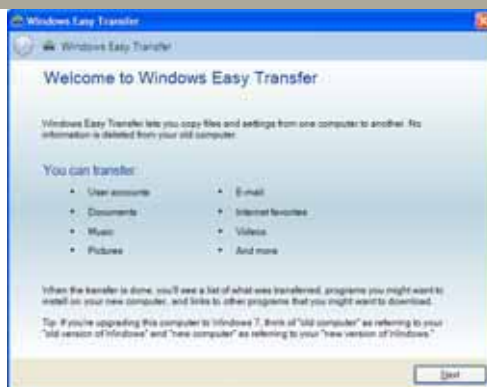 Windows Easy Transfer
Windows Easy Transfer
Welcome to Windows Easy Transfer
Windows Easy Transfer lets you copy files and settings from one computer to another. No
information is deleted from your old computer.
You can transfer:
• User accounts
• E-mail
• Documents
• Internet favorites
• Music
• Videos
• Pictures
• And more
When the transfer is done, you'll see a list of what was transferred, programs you might want to
install on your new computer, and links to other programs that you might want to download.
Tip: If you're upgrading this computer to Windows 7, think of "old computer" as referring to your
"old version of Windows" and "new computer" as referring to your "new version of Windows."
Next